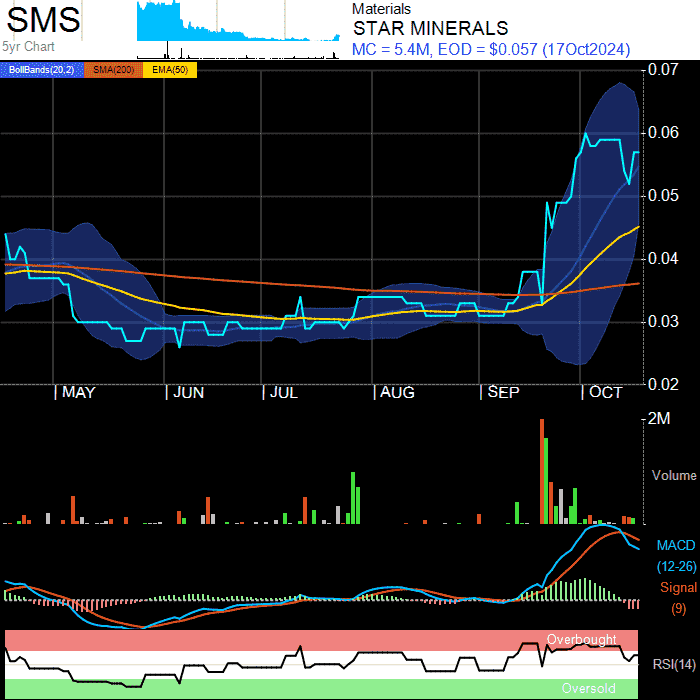 SMS
5yr Chart
Materials
STAR MINERALS
MC = 5.4M, EOD = $0.057 (17Oct2024)
BollBands(20,2) SMA(200) EMA(50)
0.07
0.06
0.05
0.04
0.03
0.02
MAY JUN JUL AUG SEP OCT
2M
Volume
MACD
(12-26)
Signal
(9)
Overbought
RSI(14)
Oversold